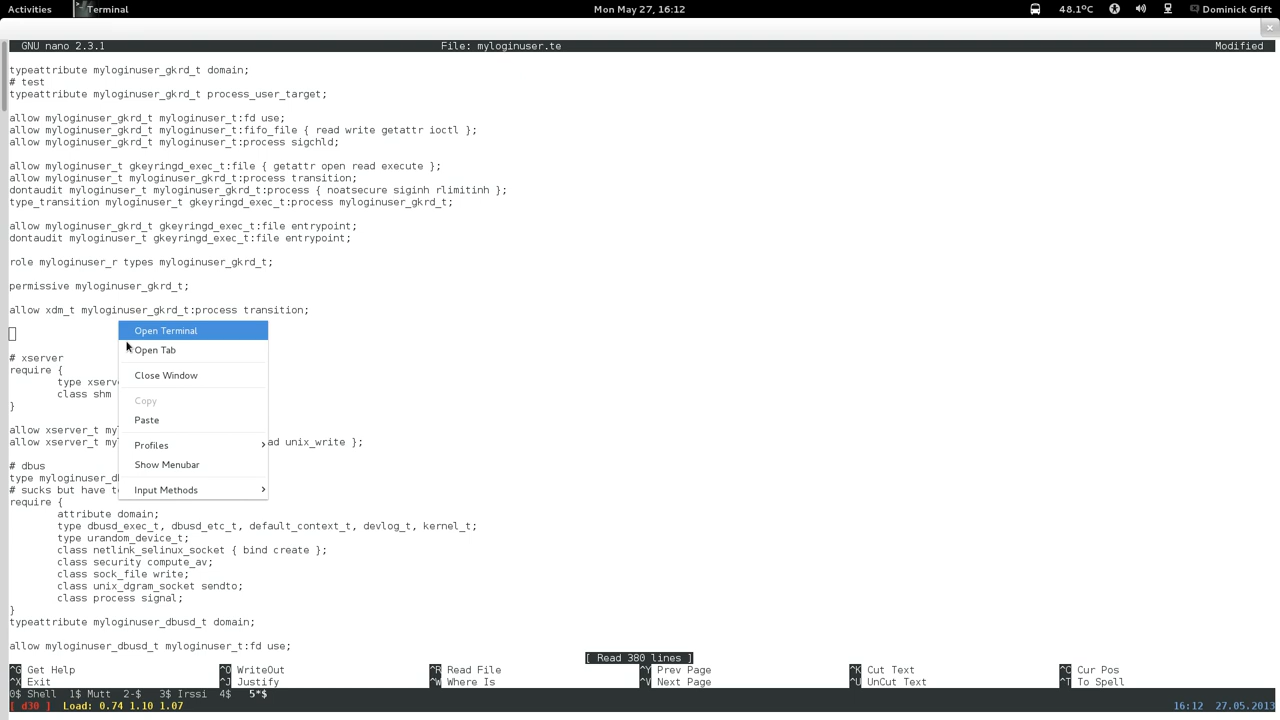 Activities Terminal Mon May 27, 16:12 48.1°C Dominick Grift
GNU nano 2.3.1 File: myloginuser.te Modified
typeattribute myloginuser_gkrd_t domain;
# test
typeattribute myloginuser_gkrd_t process_user_target;
allow myloginuser_gkrd_t myloginuser_t:fd use;
allow myloginuser_gkrd_t myloginuser_t:fifo_file { read write getattr ioctl };
allow myloginuser_gkrd_t myloginuser_t:process sigchld;
allow myloginuser_t gkeyringd_exec_t:file { getattr open read execute };
allow myloginuser_t myloginuser_gkrd_t:process transition;
dontaudit myloginuser_t myloginuser_gkrd_t:process { noatsecure siginh rlimitinh };
type_transition myloginuser_t gkeyringd_exec_t:process myloginuser_gkrd_t;
allow myloginuser_gkrd_t gkeyringd_exec_t:file entrypoint;
dontaudit myloginuser_t gkeyringd_exec_t:file entrypoint;
role myloginuser_r types myloginuser_gkrd_t;
permissive myloginuser_gkrd_t;
allow xdm_t myloginuser_gkrd_t:process transition;
Open Terminal
Open Tab
Close Window
Copy
Paste
Profiles
Show Menubar
Input Methods
# xserver
require {
type xserv
class shm
}
allow xserver_t my
allow xserver_t my ad unix_write };
# dbus
type myloginuser_db
# sucks but have t
require {
attribute domain;
type dbusd_exec_t, dbusd_etc_t, default_context_t, devlog_t, kernel_t;
type urandom_device_t;
class netlink_selinux_socket { bind create };
class security compute_av;
class sock_file write;
class unix_dgram_socket sendto;
class process signal;
}
typeattribute myloginuser_dbusd_t domain;
allow myloginuser_dbusd_t myloginuser_t:fd use;
[ Read 380 lines ]
^G Get Help ^O WriteOut ^R Read File ^Y Prev Page ^K Cut Text ^C Cur Pos
^X Exit ^J Justify ^W Where Is ^V Next Page ^U UnCut Text ^T To Spell
0$ Shell 1$ Mutt 2-$ 3$ Irssi 4$ 5*$
[ d30 ] Load: 0.74 1.10 1.07 16:12 27.05.2013